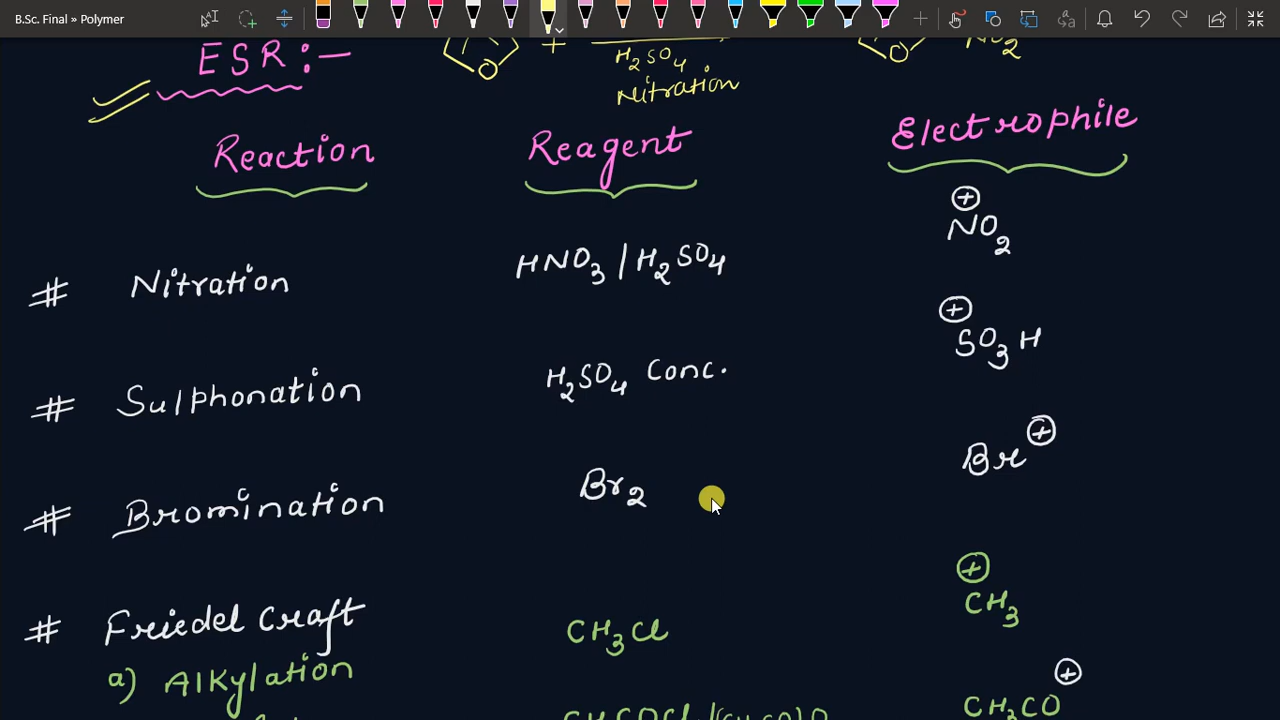 B.Sc. Final » Polymer
ESR:—
+ H2SO4 NO2
O O
Nitration
Reaction Reagent Electrophile
# Nitration HNO3/H2SO4 ⊕NO2
# Sulphonation H2SO4 Conc. ⊕SO3H
# Bromination Br2 Br⊕
# Friedel Craft
a) Alkylation CH3Cl ⊕CH3
CH3CO⊕